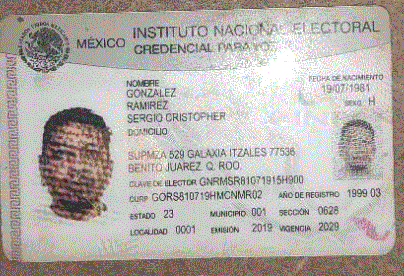 MÉXICO INSTITUTO NACIONAL ELECTORAL
CREDENCIAL PARA VOTAR
NOMBRE
GONZALEZ
RAMIREZ
SERGIO CRISTOPHER
FECHA DE NACIMIENTO
19/07/1981
SEXO H
DOMICILIO
SUPMZA 529 GALAXIA ITZALES 77536
BENITO JUAREZ Q. ROO.
CLAVE DE ELECTOR GNRMSR81071915H900
CURP GORS810719HMCNMR02 AÑO DE REGISTRO 1999 03
ESTADO 23 MUNICIPIO 001 SECCIÓN 0628
LOCALIDAD 0001 EMISIÓN 2019 VIGENCIA 2029